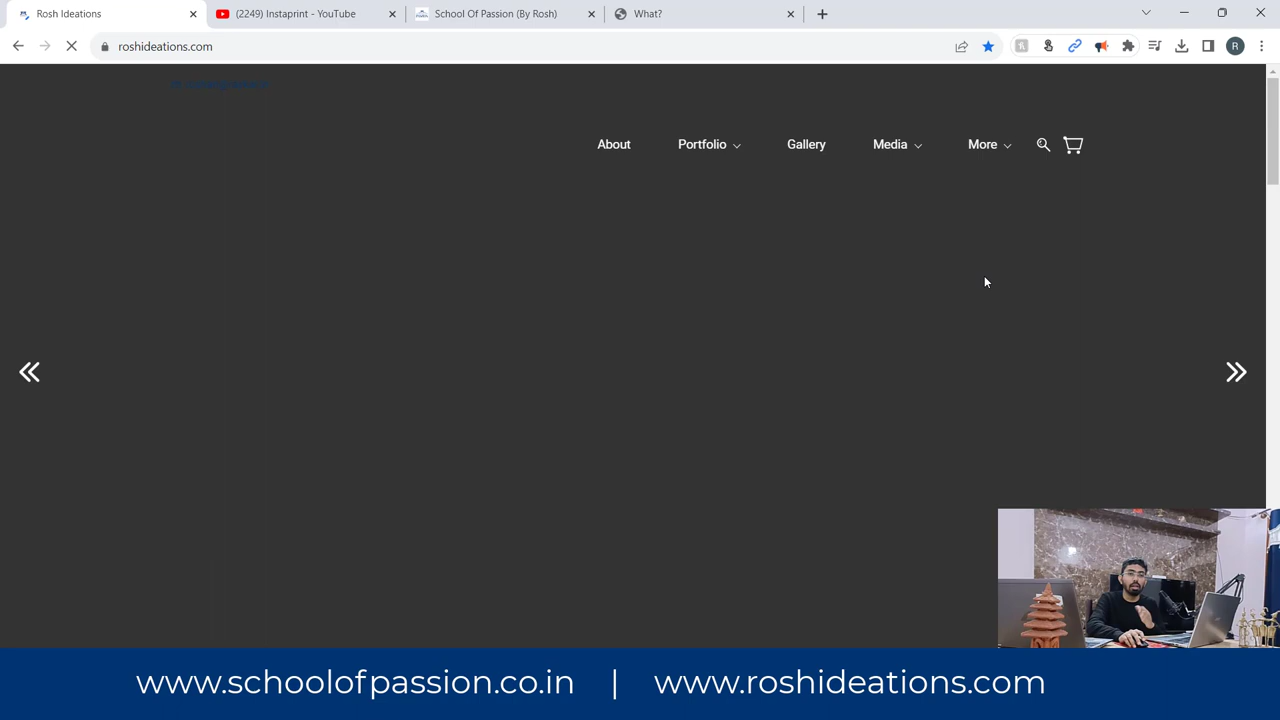 Rosh Ideations
(2249) Instaprint - YouTube
School Of Passion (By Rosh)
What?
roshideations.com
R
About
Portfolio
Gallery
Media
More
www.schoolofpassion.co.in | www.roshideations.com